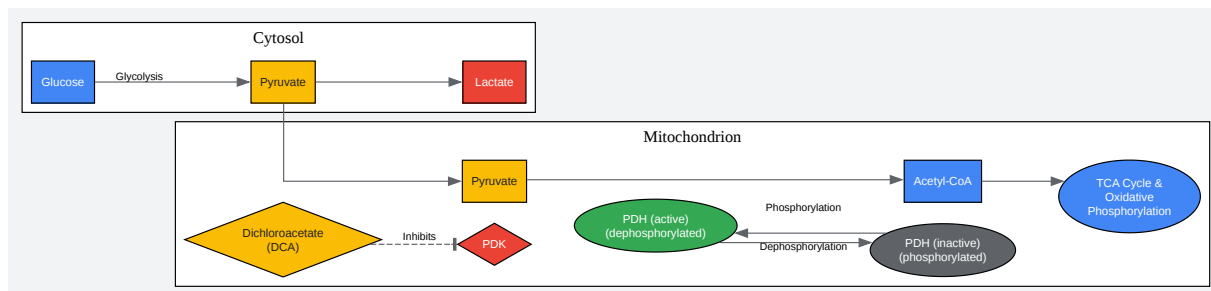 Cytosol
Glucose
Glycolysis
Pyruvate
Lactate
Mitochondrion
Pyruvate
Acetyl-CoA
TCA Cycle &
Oxidative
Phosphorylation
Dichloroacetate
(DCA)
Inhibits
PDK
PDH (active)
(dephosphorylated)
Phosphorylation
Dephosphorylation
PDH (inactive)
(phosphorylated)